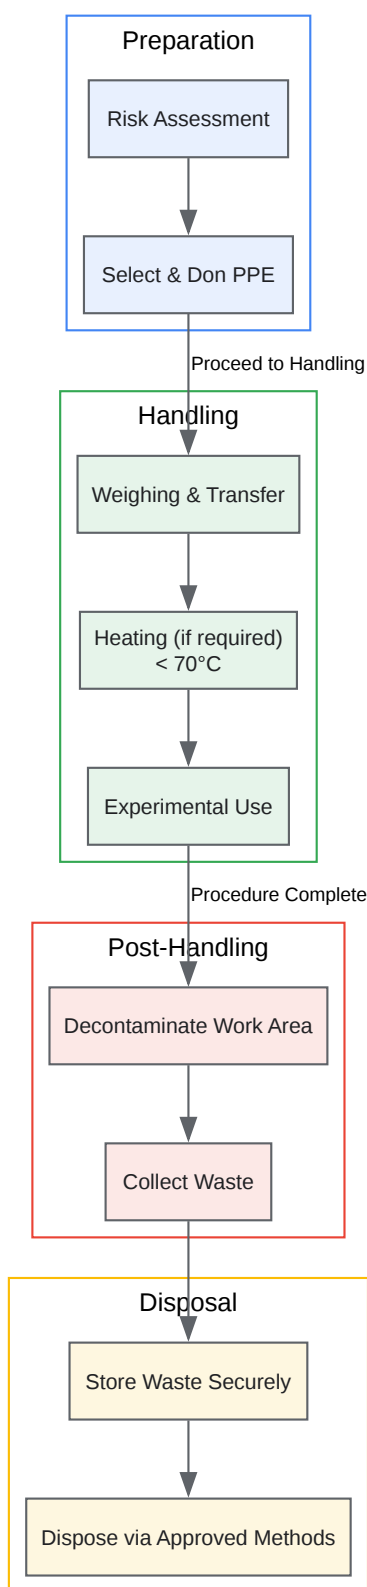 Preparation
Risk Assessment
Select & Don PPE
Proceed to Handling
Handling
Weighing & Transfer
Heating (if required)
< 70°C
Experimental Use
Procedure Complete
Post-Handling
Decontaminate Work Area
Collect Waste
Disposal
Store Waste Securely
Dispose via Approved Methods